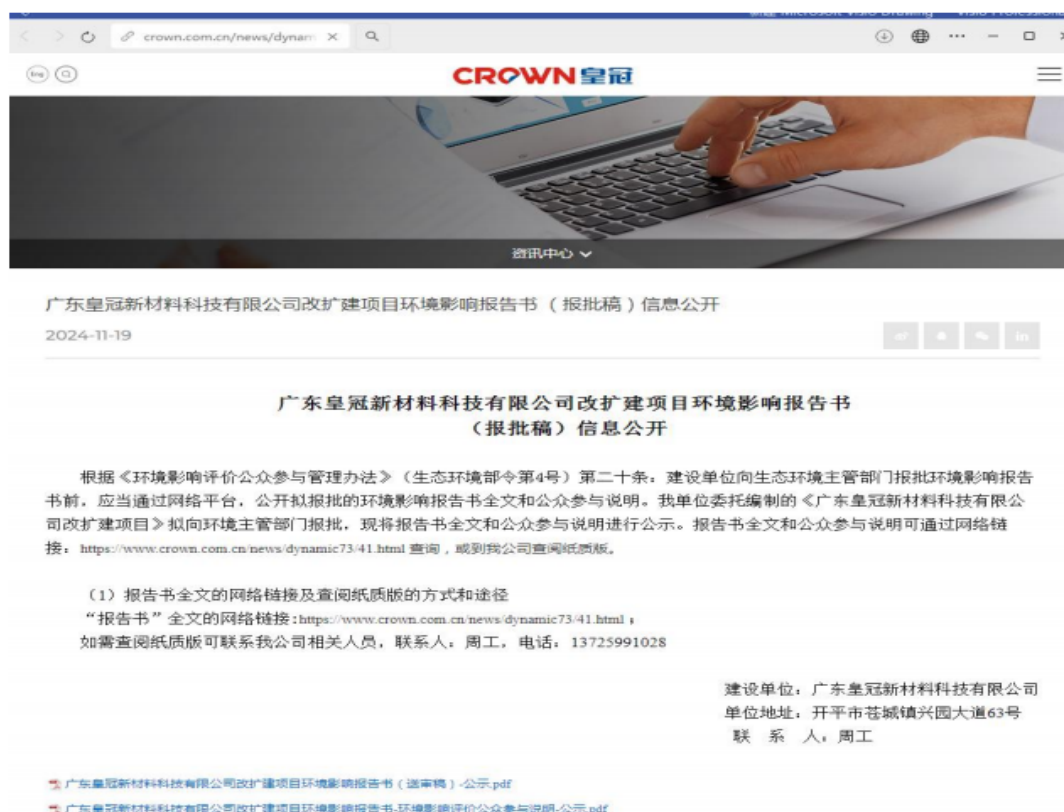 新建 Microsoft Visio Drawing - Visio Professional
crown.com.cn/news/dynam
Eng
CROWN皇冠
资讯中心
广东皇冠新材料科技有限公司改扩建项目环境影响报告书（报批稿）信息公开
2024-11-19
in
广东皇冠新材料科技有限公司改扩建项目环境影响报告书
（报批稿）信息公开
根据《环境影响评价公众参与管理办法》（生态环境部令第4号）第二十条：建设单位向生态环境主管部门报批环境影响报告
书前，应当通过网络平台，公开拟报批的环境影响报告书全文和公众参与说明。我单位委托编制的《广东皇冠新材料科技有限公
司改扩建项目》拟向环境主管部门报批，现将报告书全文和公众参与说明进行公示。报告书全文和公众参与说明可通过网络链
接：https://www.crown.com.cn/news/dynamic73/41.html 查询，或到我公司查阅纸质版。
（1）报告书全文的网络链接及查阅纸质版的方式和途径
“报告书”全文的网络链接:https://www.crown.com.cn/news/dynamic73/41.html；
如需查阅纸质版可联系我公司相关人员，联系人：周工，电话：13725991028
建设单位：广东皇冠新材料科技有限公司
单位地址：开平市苍城镇兴园大道63号
联 系 人：周工
广东皇冠新材料科技有限公司改扩建项目环境影响报告书（送审稿）-公示.pdf
广东皇冠新材料科技有限公司改扩建项目环境影响报告书-环境影响评价公众参与说明-公示.pdf